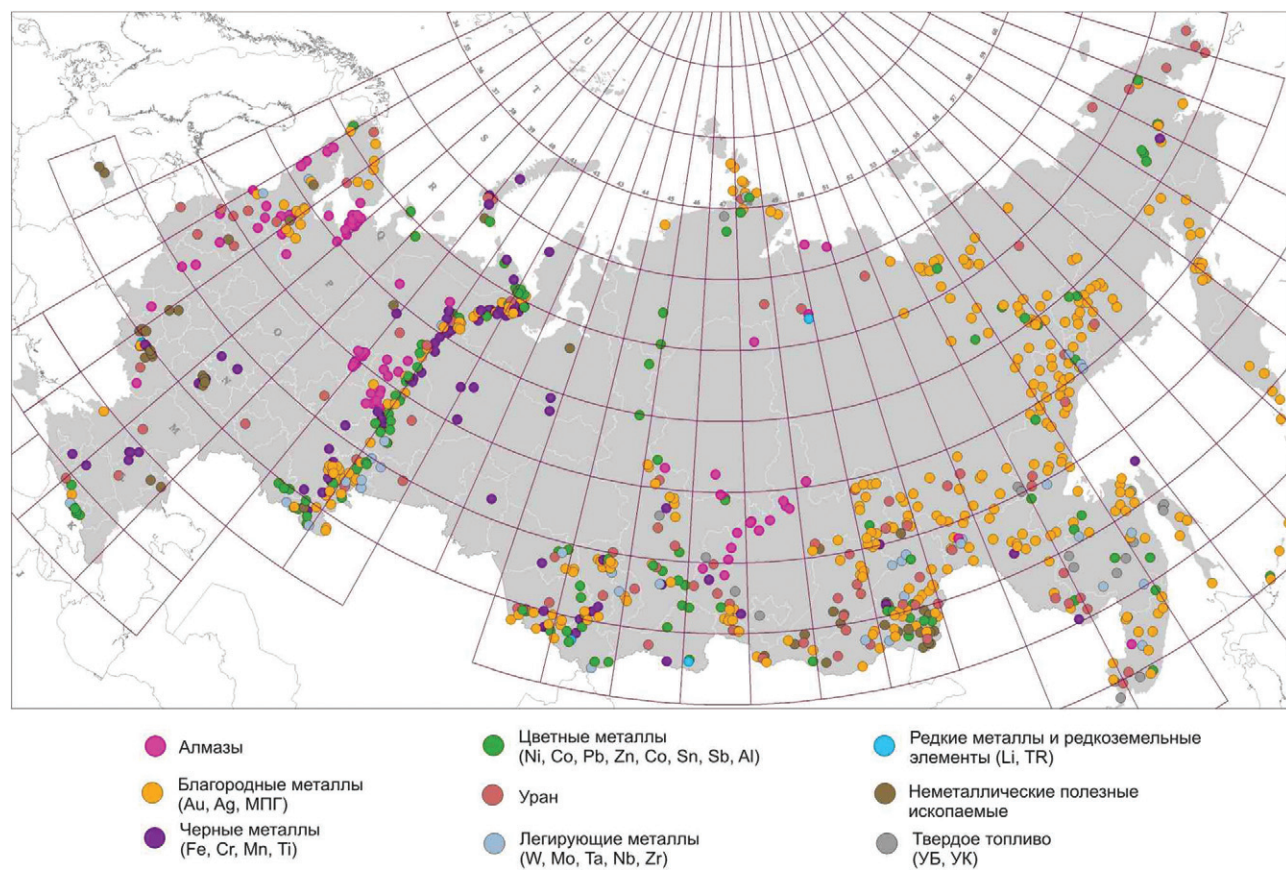 Алмазы
Благородные металлы
(Au, Ag, МПГ)
Черные металлы
(Fe, Cr, Mn, Ti)
Цветные металлы
(Ni, Co, Pb, Zn, Co, Sn, Sb, Al)
Уран
Легирующие металлы
(W, Mo, Ta, Nb, Zr)
Редкие металлы и редкоземельные
элементы (Li, TR)
Неметаллические полезные
ископаемые
Твердое топливо
(УБ, УК)